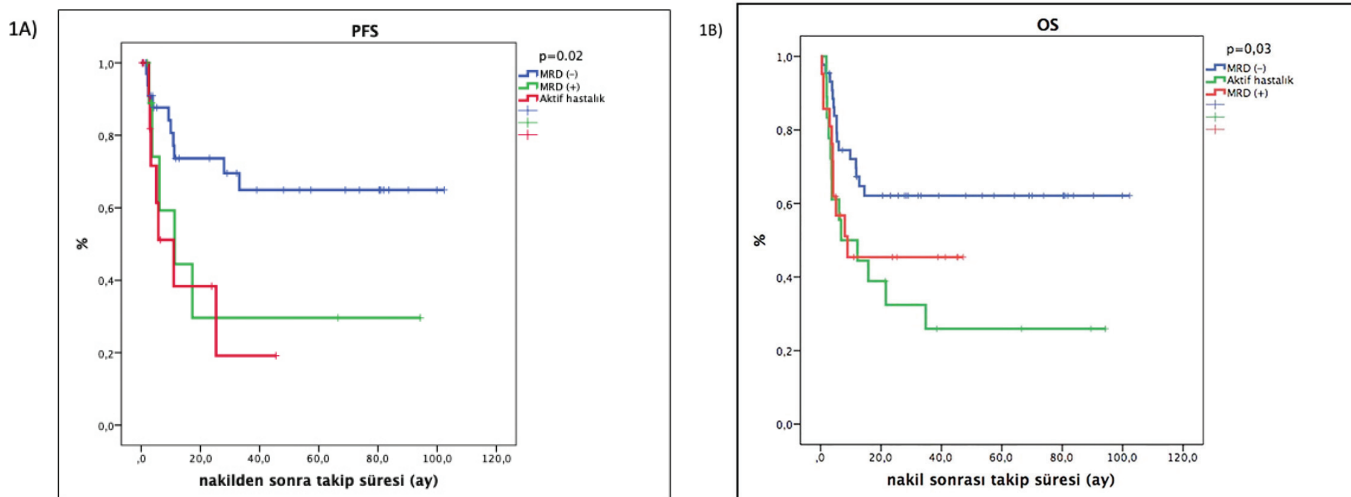 1A)
PFS
p=0.02
MRD (-)
MRD (+)
Aktif hastalık
1,0
0,8
0,6
0,4
0,2
0,0
%
,0 20,0 40,0 60,0 80,0 100,0 120,0
nakilden sonra takip süresi (ay)
1B)
OS
p=0,03
MRD (-)
Aktif hastalık
MRD (+)
1,0
0,8
0,6
0,4
0,2
0,0
%
,0 20,0 40,0 60,0 80,0 100,0 120,0
nakil sonrası takip süresi (ay)